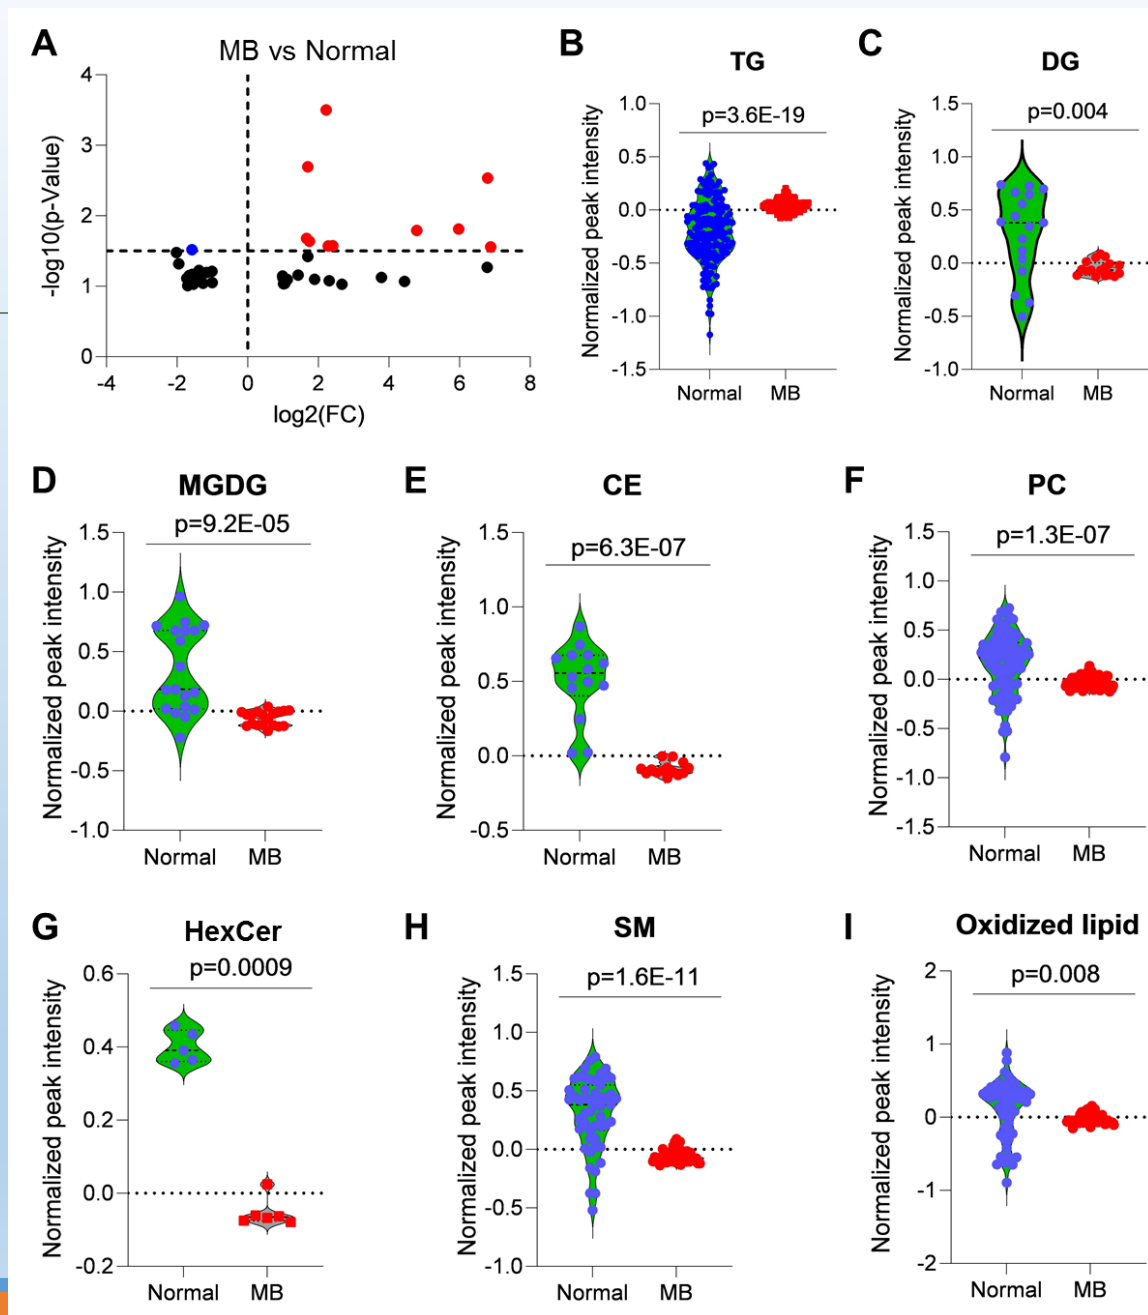 A
MB vs Normal
4
3
2
1
0
-log10(p-Value)
-4
-2
0
2
4
6
8
log2(FC)
B
TG
p=3.6E-19
1.0
0.5
0.0
-0.5
-1.0
-1.5
Normalized peak intensity
Normal
MB
C
DG
p=0.004
1.5
1.0
0.5
0.0
-0.5
-1.0
Normalized peak intensity
Normal
MB
D
MGDG
p=9.2E-05
1.5
1.0
0.5
0.0
-0.5
-1.0
Normalized peak intensity
Normal
MB
E
CE
p=6.3E-07
1.5
1.0
0.5
0.0
-0.5
Normalized peak intensity
Normal
MB
F
PC
p=1.3E-07
1.5
1.0
0.5
0.0
-0.5
-1.0
-1.5
Normalized peak intensity
Normal
MB
G
HexCer
p=0.0009
0.6
0.4
0.2
0.0
-0.2
Normalized peak intensity
Normal
MB
H
SM
p=1.6E-11
1.5
1.0
0.5
0.0
-0.5
-1.0
Normalized peak intensity
Normal
MB
I
Oxidized lipid
p=0.008
2
1
0
-1
-2
Normalized peak intensity
Normal
MB